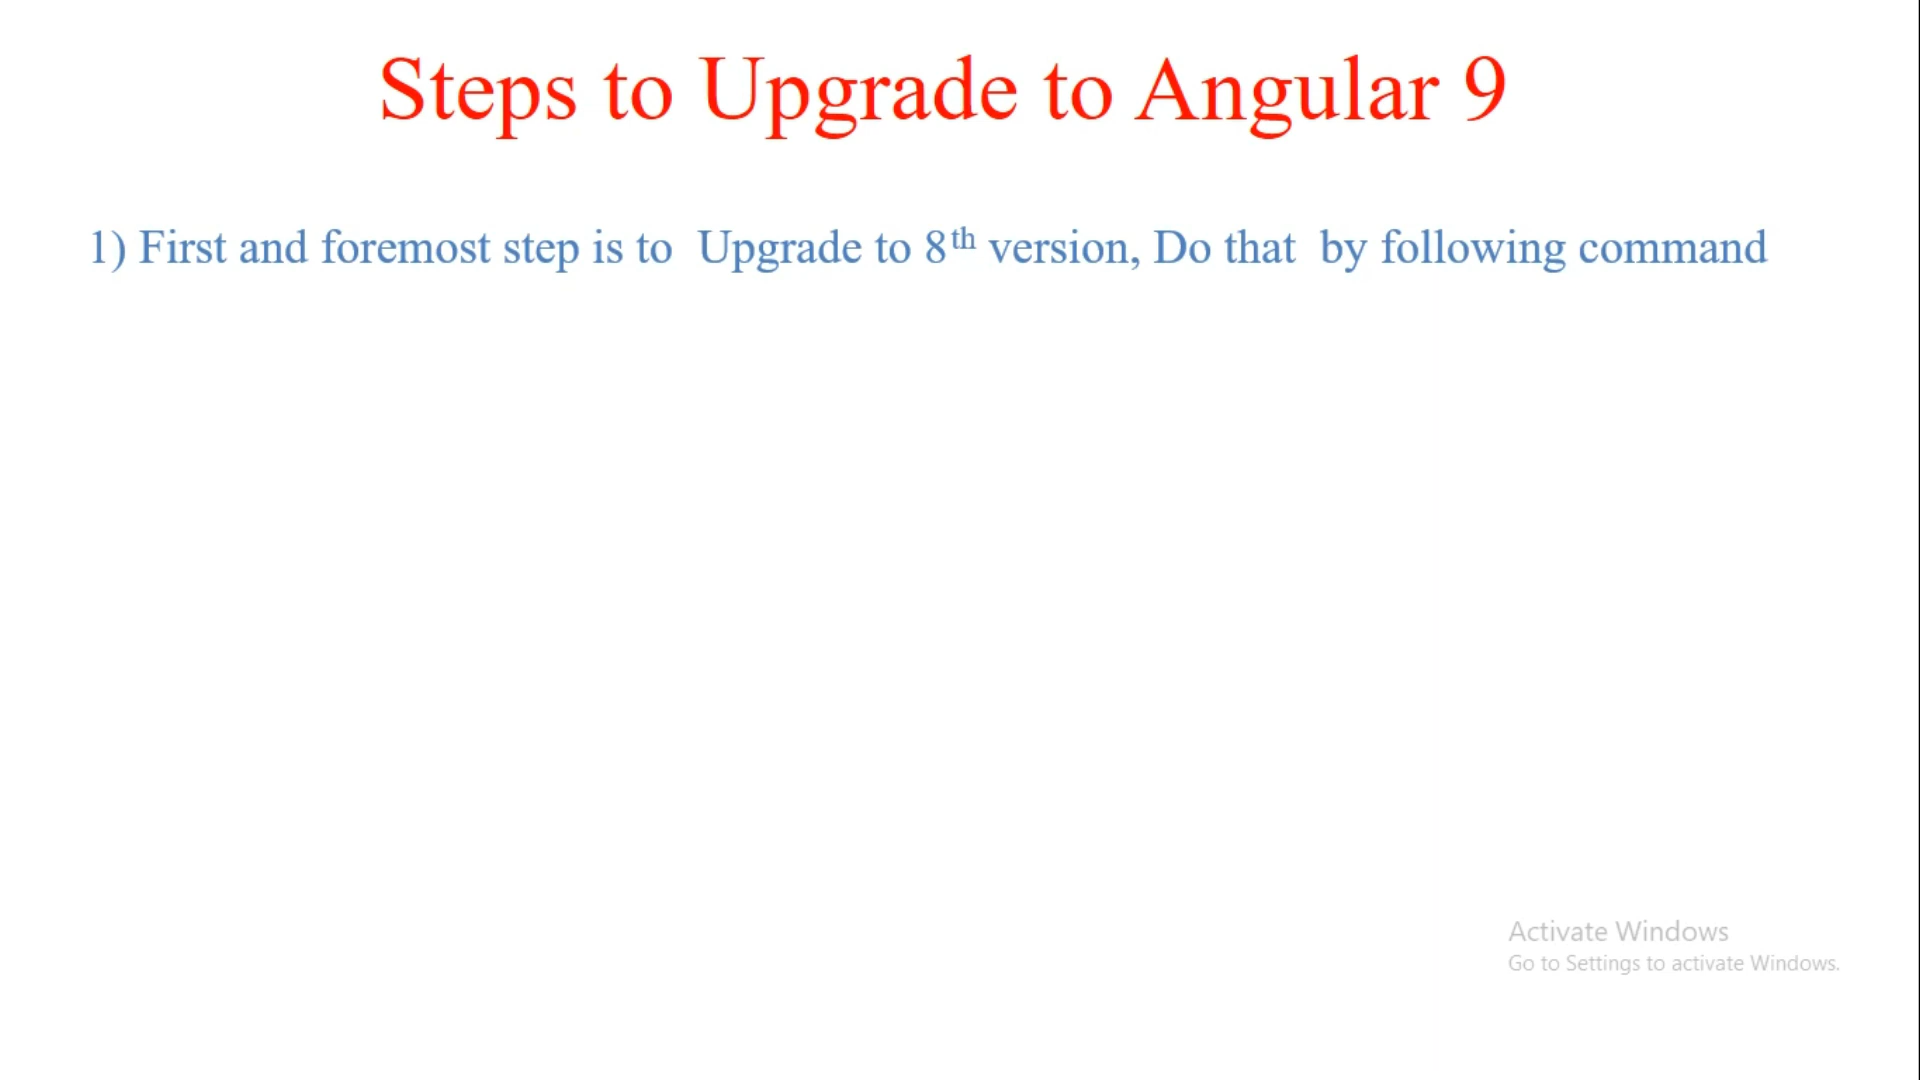 Steps to Upgrade to Angular 9
1) First and foremost step is to Upgrade to 8th version, Do that by following command
Activate Windows
Go to Settings to activate Windows.